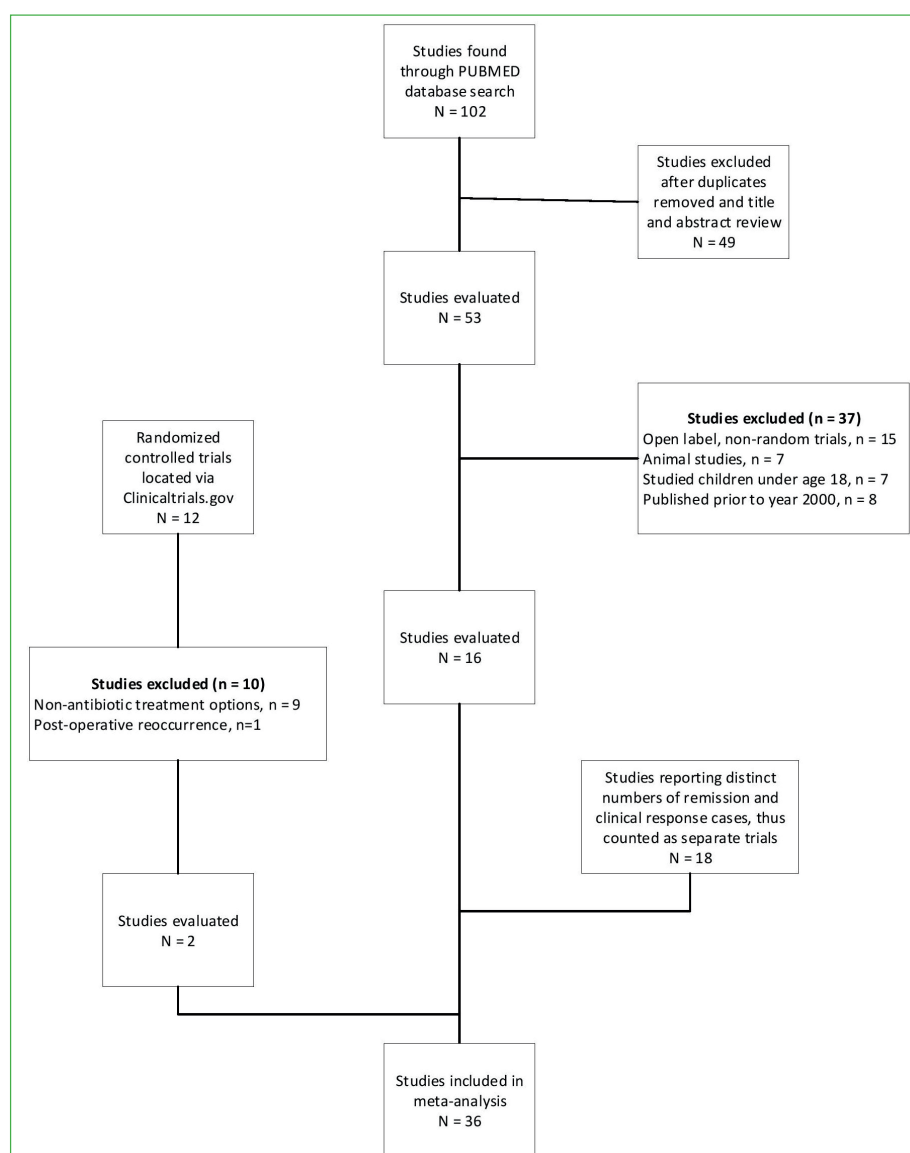 Studies found
through PUBMED
database search
N = 102
Studies excluded
after duplicates
removed and title
and abstract review
N = 49
Studies evaluated
N = 53
Studies excluded (n = 37)
Open label, non-random trials, n = 15
Animal studies, n = 7
Studied children under age 18, n = 7
Published prior to year 2000, n = 8
Randomized
controlled trials
located via
Clinicaltrials.gov
N = 12
Studies evaluated
N = 16
Studies excluded (n = 10)
Non-antibiotic treatment options, n = 9
Post-operative reoccurrence, n=1
Studies reporting distinct
numbers of remission and
clinical response cases, thus
counted as separate trials
N = 18
Studies evaluated
N = 2
Studies included in
meta-analysis
N = 36